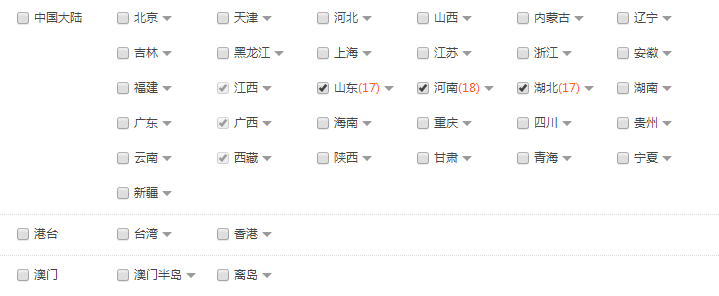 中国大陆 北京 天津 河北 山西 内蒙古 辽宁
吉林 黑龙江 上海 江苏 浙江 安徽
福建 江西 山东(17) 河南(18) 湖北(17) 湖南
广东 广西 海南 重庆 四川 贵州
云南 西藏 陕西 甘肃 青海 宁夏
新疆
港台 台湾 香港
澳门 澳门半岛 离岛